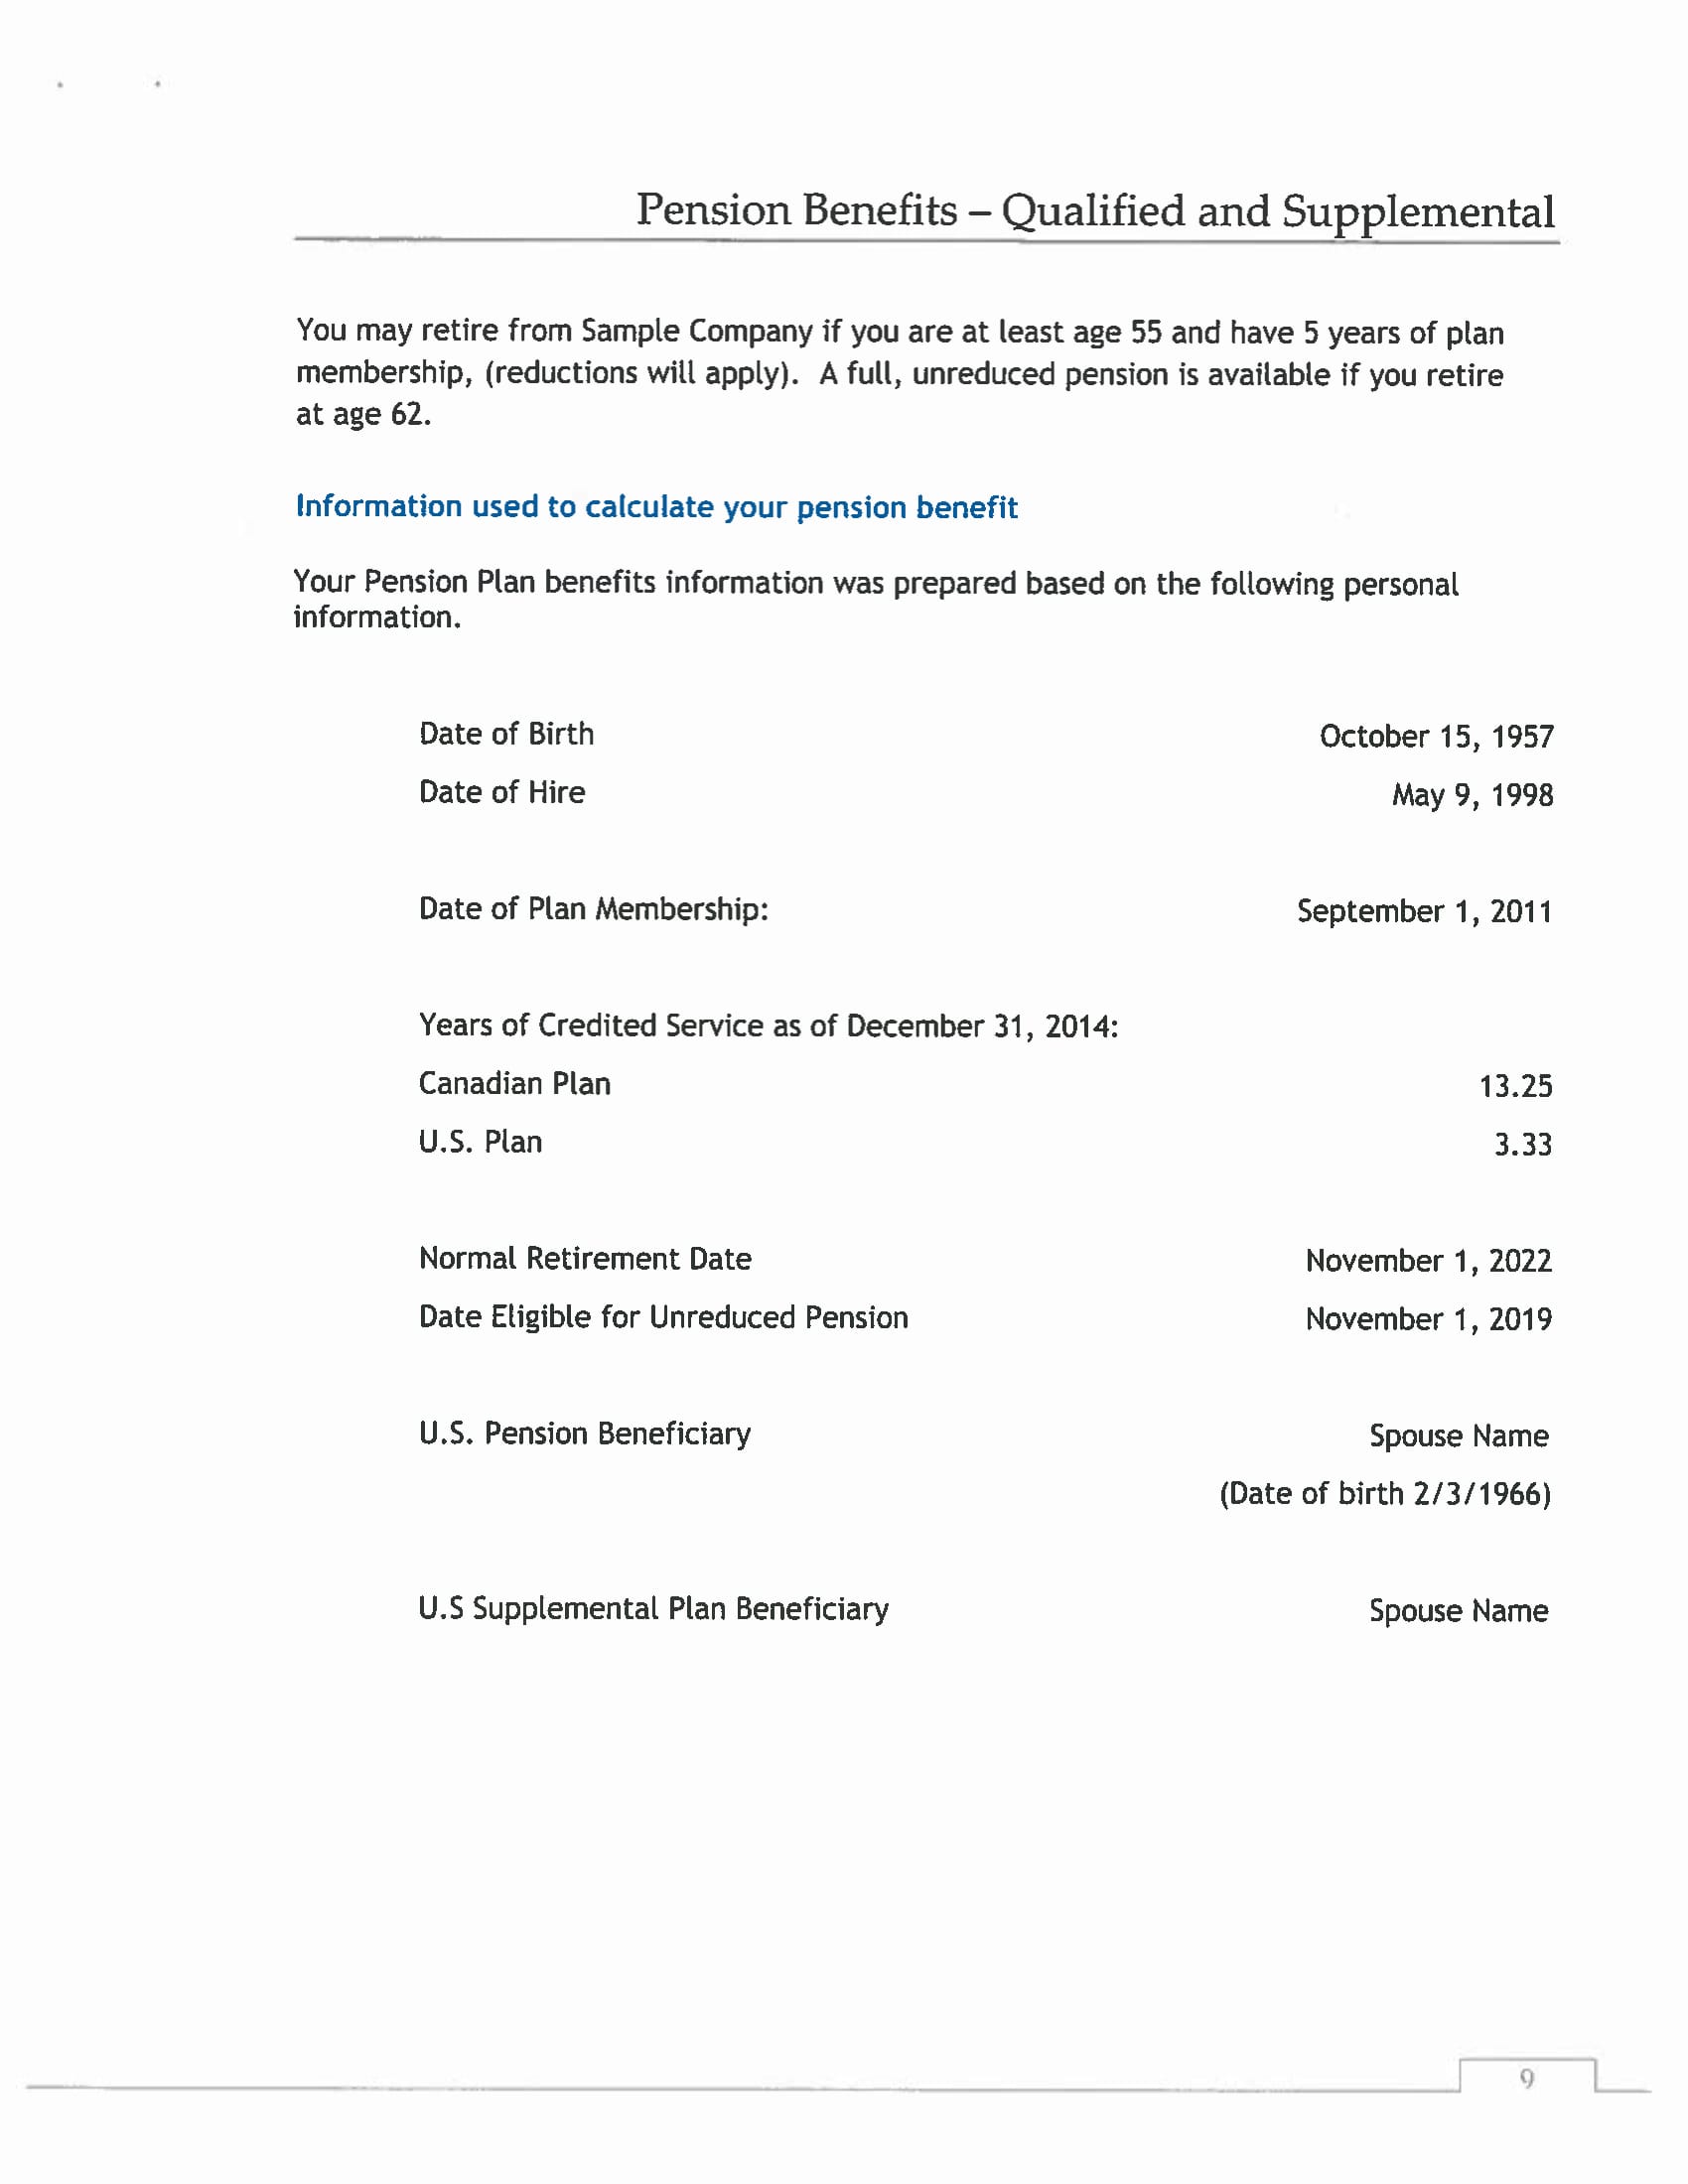 Pension Benefits – Qualified and Supplemental
You may retire from Sample Company if you are at least age 55 and have 5 years of plan
membership, (reductions will apply).  A full, unreduced pension is available if you retire
at age 62.
Information used to calculate your pension benefit
Your Pension Plan benefits information was prepared based on the following personal
information.
Date of Birth October 15, 1957
Date of Hire May 9, 1998
Date of Plan Membership: September 1, 2011
Years of Credited Service as of December 31, 2014:
Canadian Plan 13.25
U.S. Plan 3.33
Normal Retirement Date November 1, 2022
Date Eligible for Unreduced Pension November 1, 2019
U.S. Pension Beneficiary Spouse Name
(Date of birth 2/3/1966)
U.S Supplemental Plan Beneficiary Spouse Name
9